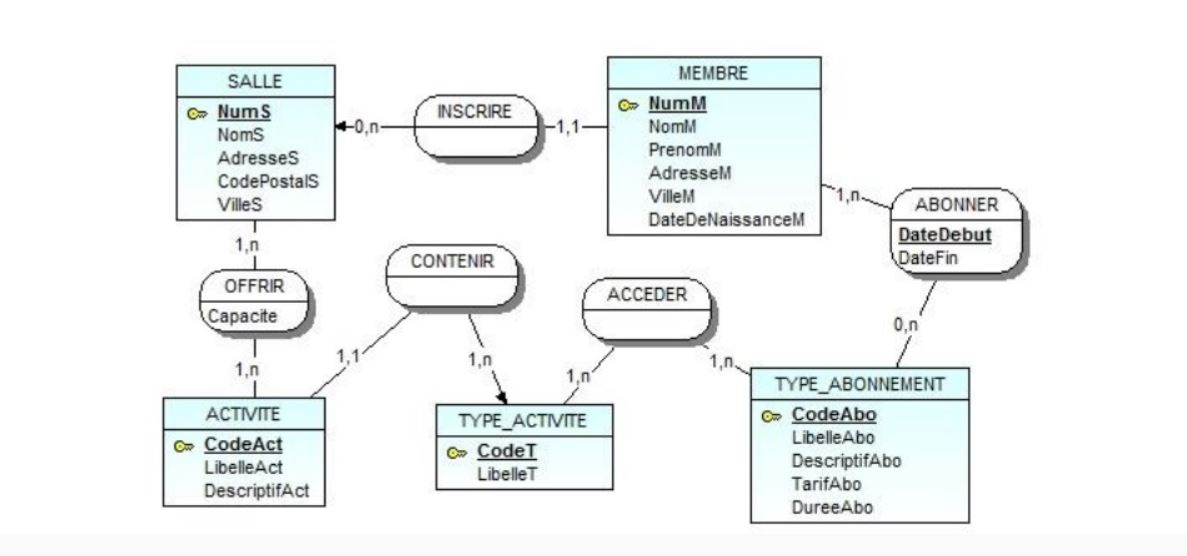 SALLE
NumS
NomS
AdresseS
CodePostalS
VilleS
0,n
INSCRIRE
1,1
MEMBRE
NumM
NomM
PrenomM
AdresseM
VilleM
DateDeNaissanceM
1,n
ABONNER
DateDebut
DateFin
1,n
OFFRIR
Capacite
1,n
CONTENIR
1,1
1,n
ACCEDER
1,n
1,n
0,n
ACTIVITE
CodeAct
LibelleAct
DescriptifAct
TYPE_ACTIVITE
CodeT
LibelleT
TYPE_ABONNEMENT
CodeAbo
LibelleAbo
DescriptifAbo
TarifAbo
DureeAbo